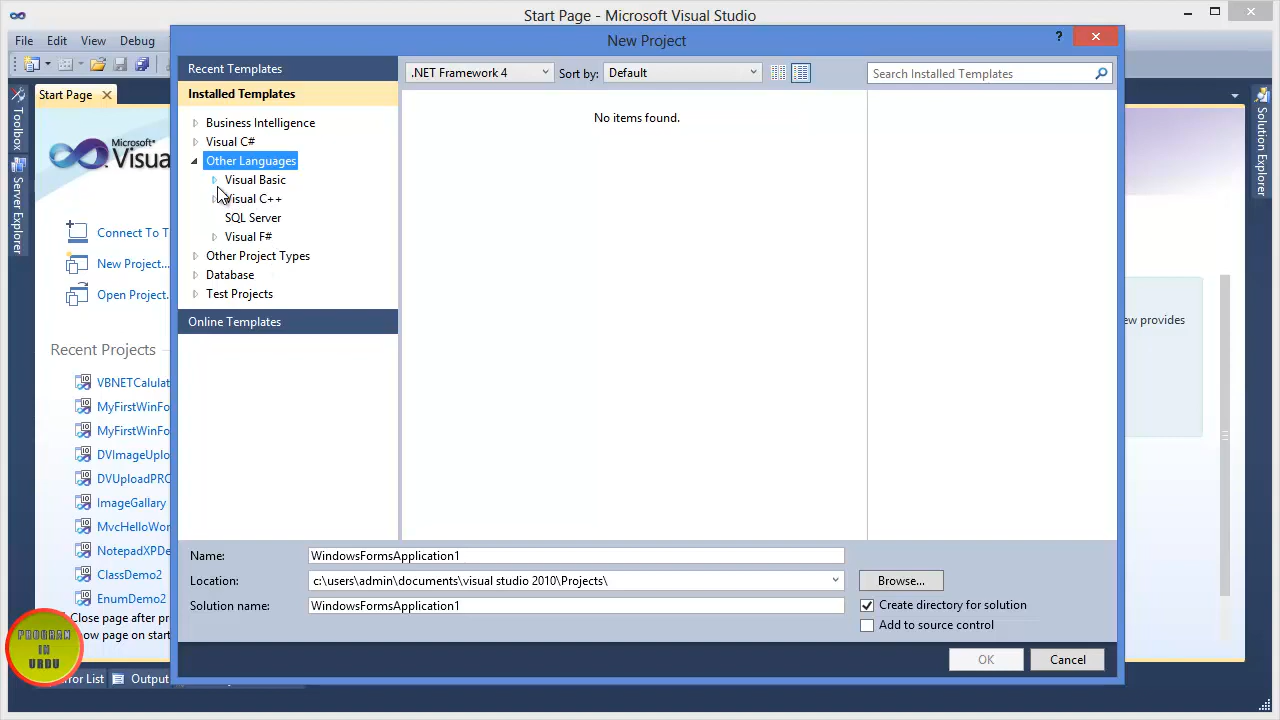 Start Page - Microsoft Visual Studio
File Edit View Debug
New Project
?
Start Page
Toolbox
Server Explorer
Solution Explorer
Microsoft®
Visua
Connect To T
New Project...
Open Project.
Recent Projects
VBNETCalulat
MyFirstWinFo
MyFirstWinFo
DVImageUplo
DVUploadPRO
ImageGallary
MvcHelloWor
NotepadXPDe
ClassDemo2
EnumDemo2
Close page after pr
ow page on start
PROGRAM
IN
URDU
rror List Output
Recent Templates
Installed Templates
Business Intelligence
Visual C#
Other Languages
Visual Basic
Visual C++
SQL Server
Visual F#
Other Project Types
Database
Test Projects
Online Templates
.NET Framework 4 Sort by: Default Search Installed Templates
No items found.
ew provides
Name: WindowsFormsApplication1
Location: c:\users\admin\documents\visual studio 2010\Projects\ Browse...
Solution name: WindowsFormsApplication1 Create directory for solution
Add to source control
OK Cancel